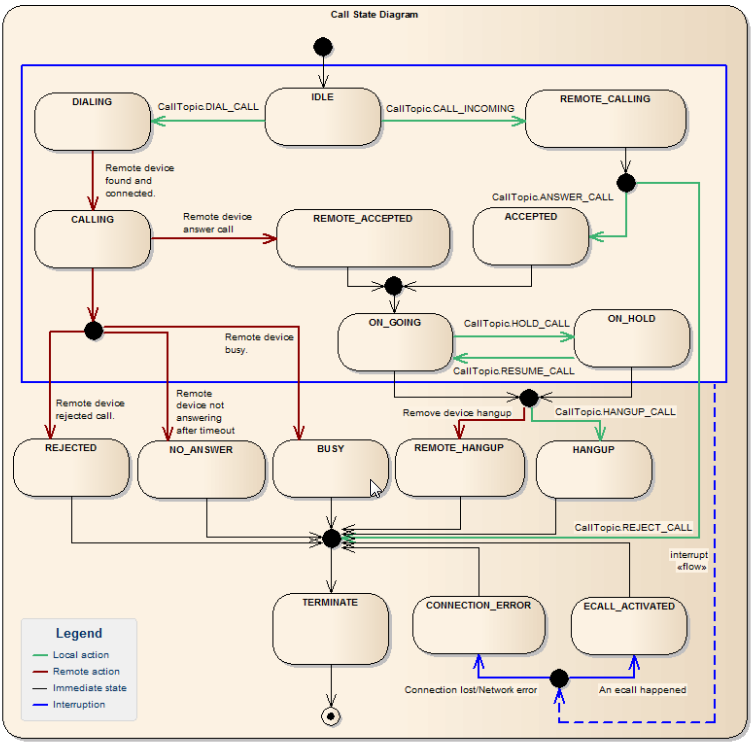 Call State Diagram
IDLE
DIALING
CallTopic.DIAL_CALL
CallTopic.CALL_INCOMING
REMOTE_CALLING
Remote device
found and
connected.
CallTopic.ANSWER_CALL
CALLING
Remote device
answer call
REMOTE_ACCEPTED
ACCEPTED
ON_GOING
CallTopic.HOLD_CALL
ON_HOLD
CallTopic.RESUME_CALL
Remote device
busy.
Remote device
rejected call.
Remote
device not
answering
after timeout
Remove device hangup
CallTopic.HANGUP_CALL
REJECTED
NO_ANSWER
BUSY
REMOTE_HANGUP
HANGUP
CallTopic.REJECT_CALL
interrupt
«flow»
TERMINATE
CONNECTION_ERROR
ECALL_ACTIVATED
Connection lost/Network error
An ecall happened
Legend
Local action
Remote action
Immediate state
Interruption